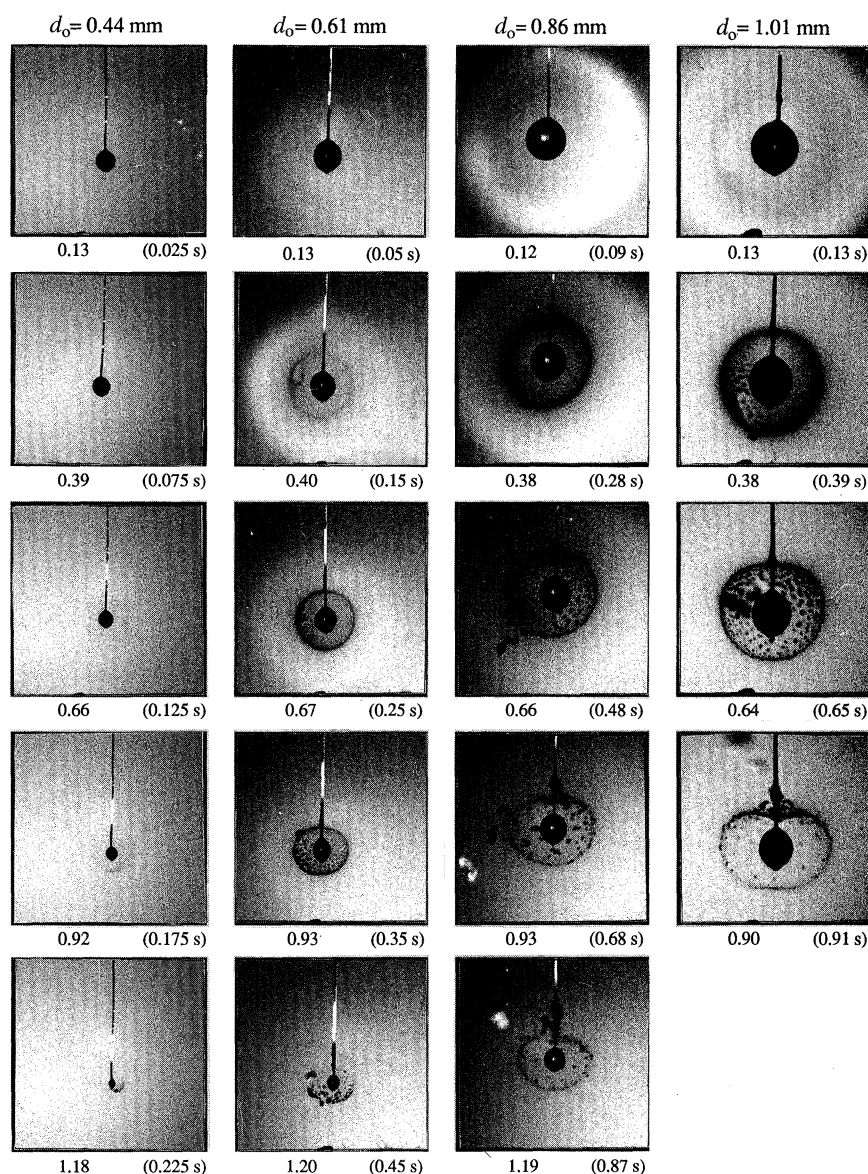 d₀= 0.44 mm d₀= 0.61 mm d₀= 0.86 mm d₀= 1.01 mm
0.13 (0.025 s) 0.13 (0.05 s) 0.12 (0.09 s) 0.13 (0.13 s)
0.39 (0.075 s) 0.40 (0.15 s) 0.38 (0.28 s) 0.38 (0.39 s)
0.66 (0.125 s) 0.67 (0.25 s) 0.66 (0.48 s) 0.64 (0.65 s)
0.92 (0.175 s) 0.93 (0.35 s) 0.93 (0.68 s) 0.90 (0.91 s)
1.18 (0.225 s) 1.20 (0.45 s) 1.19 (0.87 s)